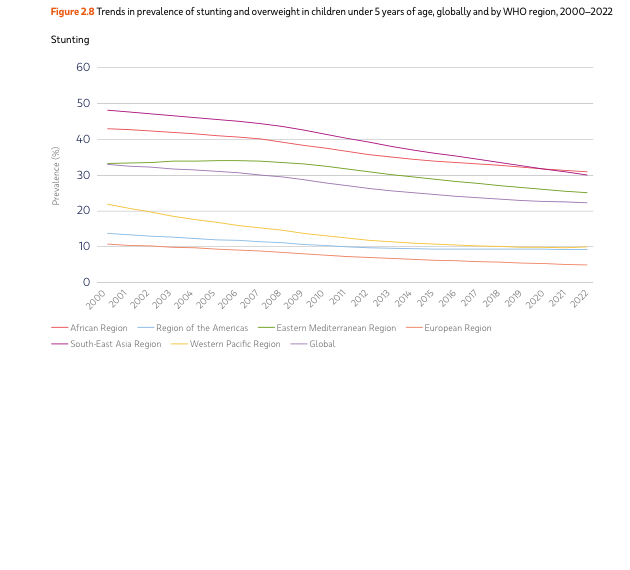 Figure 2.8 Trends in prevalence of stunting and overweight in children under 5 years of age, globally and by WHO region, 2000–2022
Stunting
60
50
40
30
20
10
0
Prevalence (%)
2000 2001 2002 2003 2004 2005 2006 2007 2008 2009 2010 2011 2012 2013 2014 2015 2016 2017 2018 2019 2020 2021 2022
African Region Region of the Americas Eastern Mediterranean Region European Region
South-East Asia Region Western Pacific Region Global